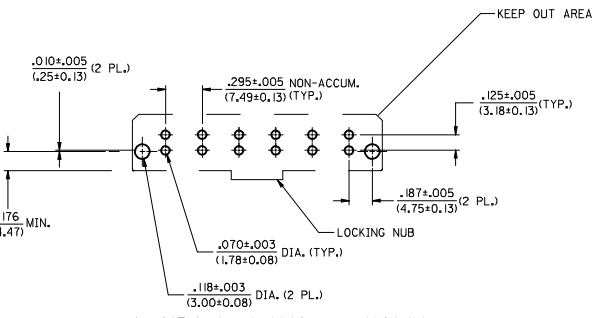 KEEP OUT AREA
.010±.005 (2 PL.)
(.25±0.13)
.295±.005 NON-ACCUM.
(7.49±0.13) (TYP.)
.125±.005 (TYP.)
(3.18±0.13)
.187±.005 (2 PL.)
(4.75±0.13)
176 MIN.
.47)
LOCKING NUB
.070±.003 DIA. (TYP.)
(1.78±0.08)
.118±.003 DIA. (2 PL.)
(3.00±0.08)